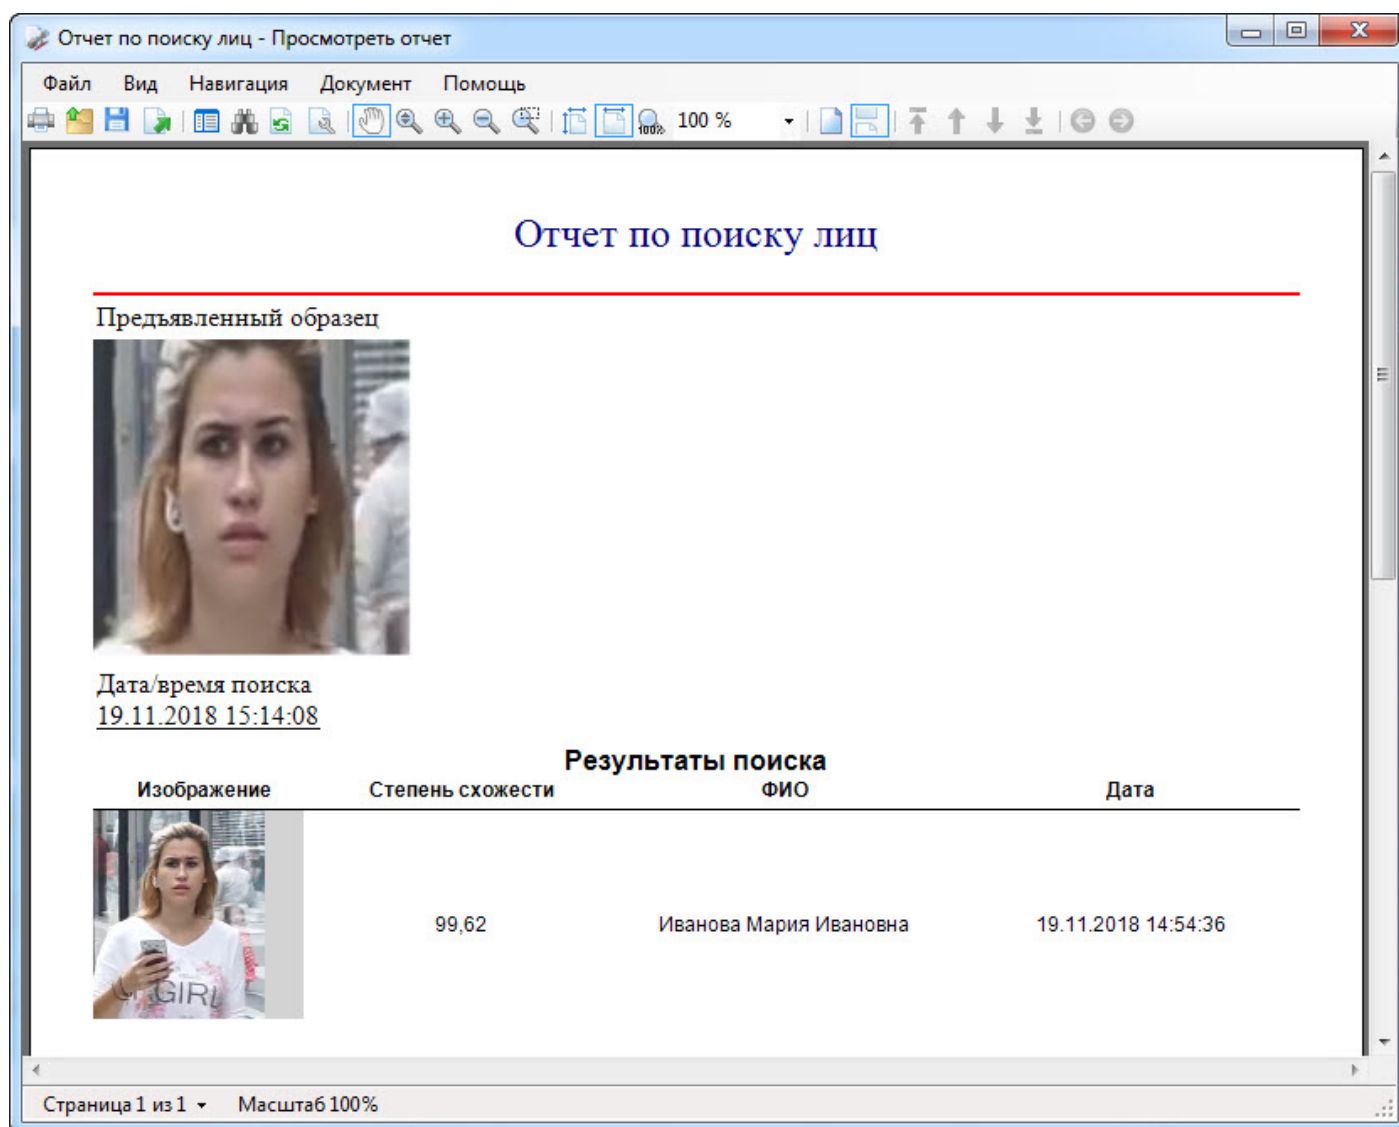 Отчет по поиску лиц - Просмотреть отчет
Файл Вид Навигация Документ Помощь
100% 100 %
Отчет по поиску лиц
Предъявленный образец
Дата/время поиска
19.11.2018 15:14:08
Результаты поиска
Изображение Степень схожести ФИО Дата
99,62 Иванова Мария Ивановна 19.11.2018 14:54:36
GIRL
Страница 1 из 1 Масштаб 100%